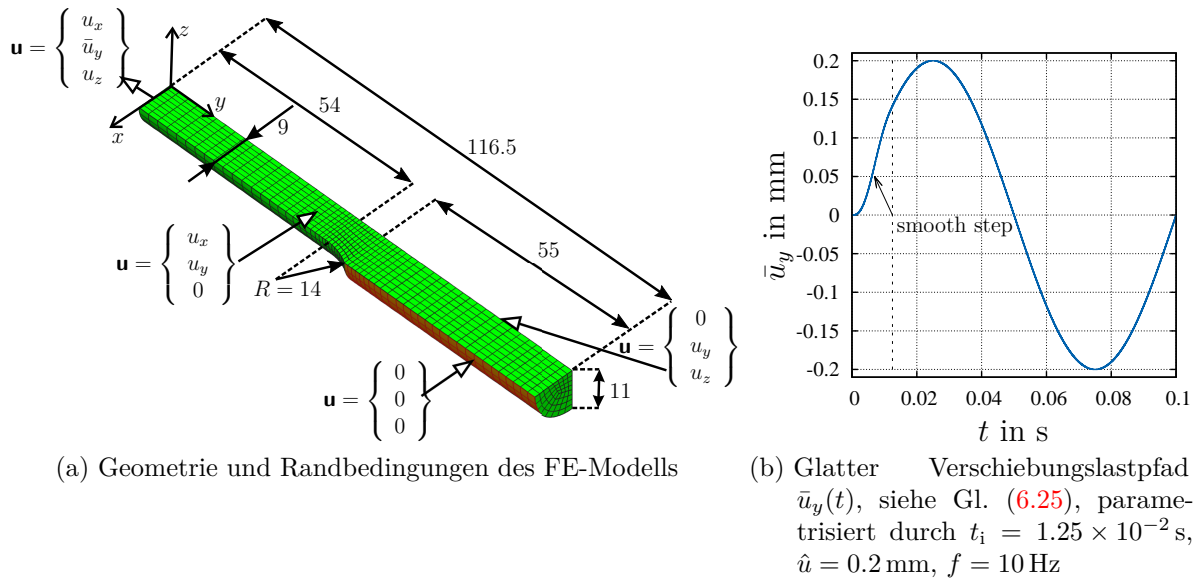 z
u = { u_x ū_y u_z }
x
y
9
54
116.5
55
u = { u_x u_y 0 }
R = 14
u = { 0 u_y u_z }
u = { 0 0 0 }
11
(a) Geometrie und Randbedingungen des FE-Modells
ū_y in mm
0.2
0.15
0.1
0.05
0
-0.05
-0.1
-0.15
-0.2
smooth step
0 0.02 0.04 0.06 0.08 0.1
t in s
(b) Glatter Verschiebungslastpfad
ū_y(t), siehe Gl. (6.25), parame-
trisiert durch t_i = 1.25 × 10⁻² s,
û = 0.2 mm, f = 10 Hz